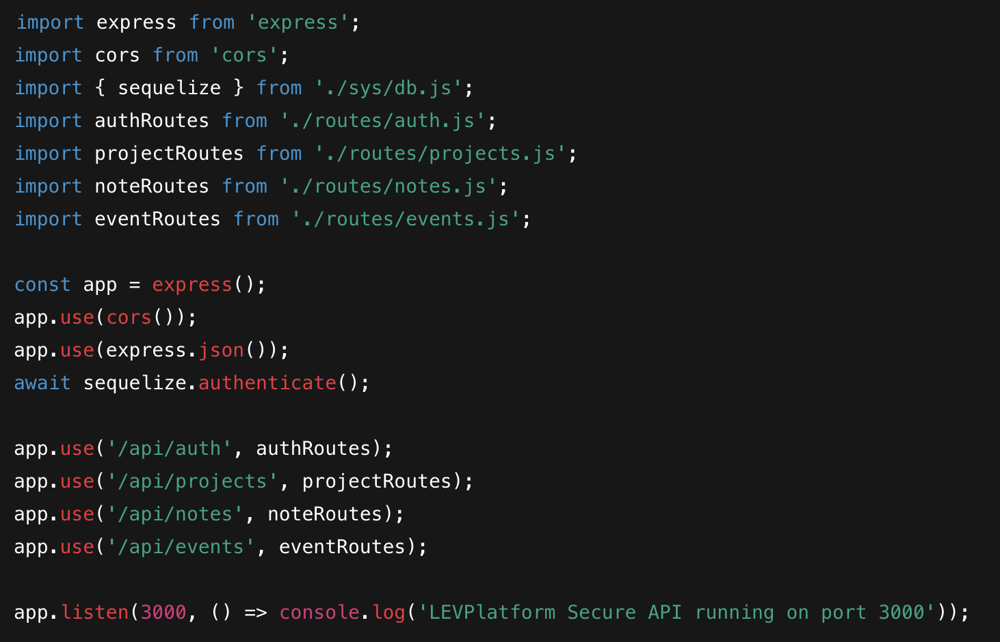 import express from 'express';
import cors from 'cors';
import { sequelize } from './sys/db.js';
import authRoutes from './routes/auth.js';
import projectRoutes from './routes/projects.js';
import noteRoutes from './routes/notes.js';
import eventRoutes from './routes/events.js';

const app = express();
app.use(cors());
app.use(express.json());
await sequelize.authenticate();

app.use('/api/auth', authRoutes);
app.use('/api/projects', projectRoutes);
app.use('/api/notes', noteRoutes);
app.use('/api/events', eventRoutes);

app.listen(3000, () => console.log('LEVPlatform Secure API running on port 3000'));